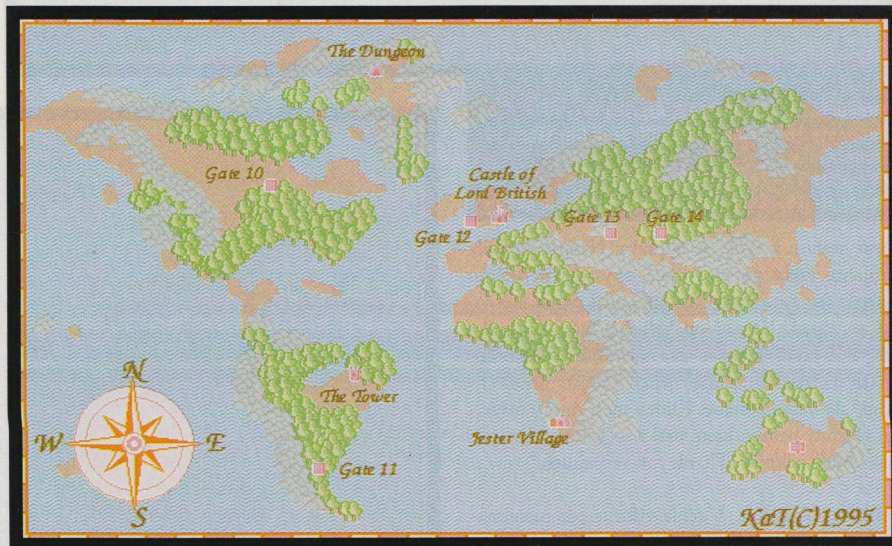 The Dungeon
Gate 10
Castle of
Lord British
Gate 12
Gate 13
Gate 14
The Tower
Jester Village
Gate 11
N
W
E
S
KaT(C)1995